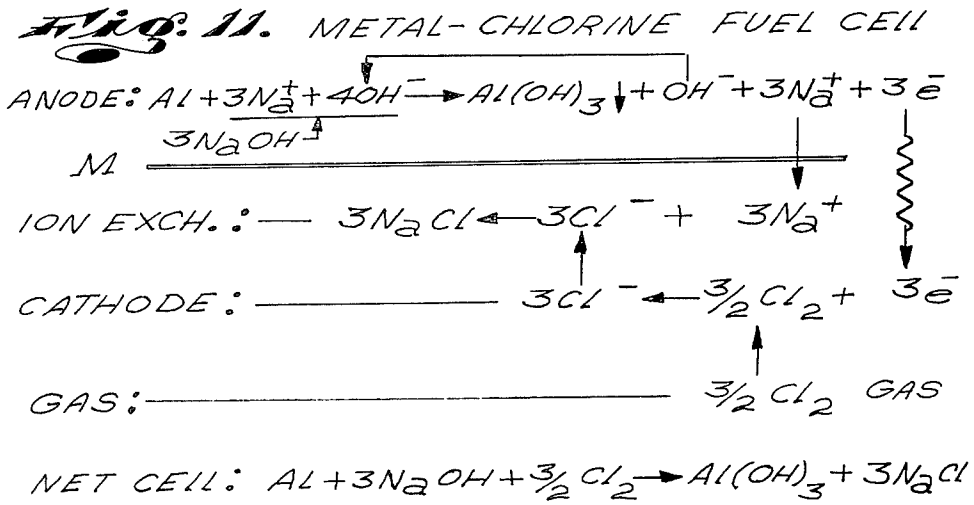 Fig. 11. METAL-CHLORINE FUEL CELL
ANODE: Al + 3Na⁺ + 4OH⁻ → Al(OH)₃ ↓ + OH⁻ + 3Na⁺ + 3e⁻
3NaOH
M
ION EXCH.: 3NaCl ← 3Cl⁻ + 3Na⁺
CATHODE: 3Cl⁻ ← 3/2 Cl₂ + 3e⁻
GAS: 3/2 Cl₂ GAS
NET CELL: Al + 3NaOH + 3/2 Cl₂ → Al(OH)₃ + 3NaCl